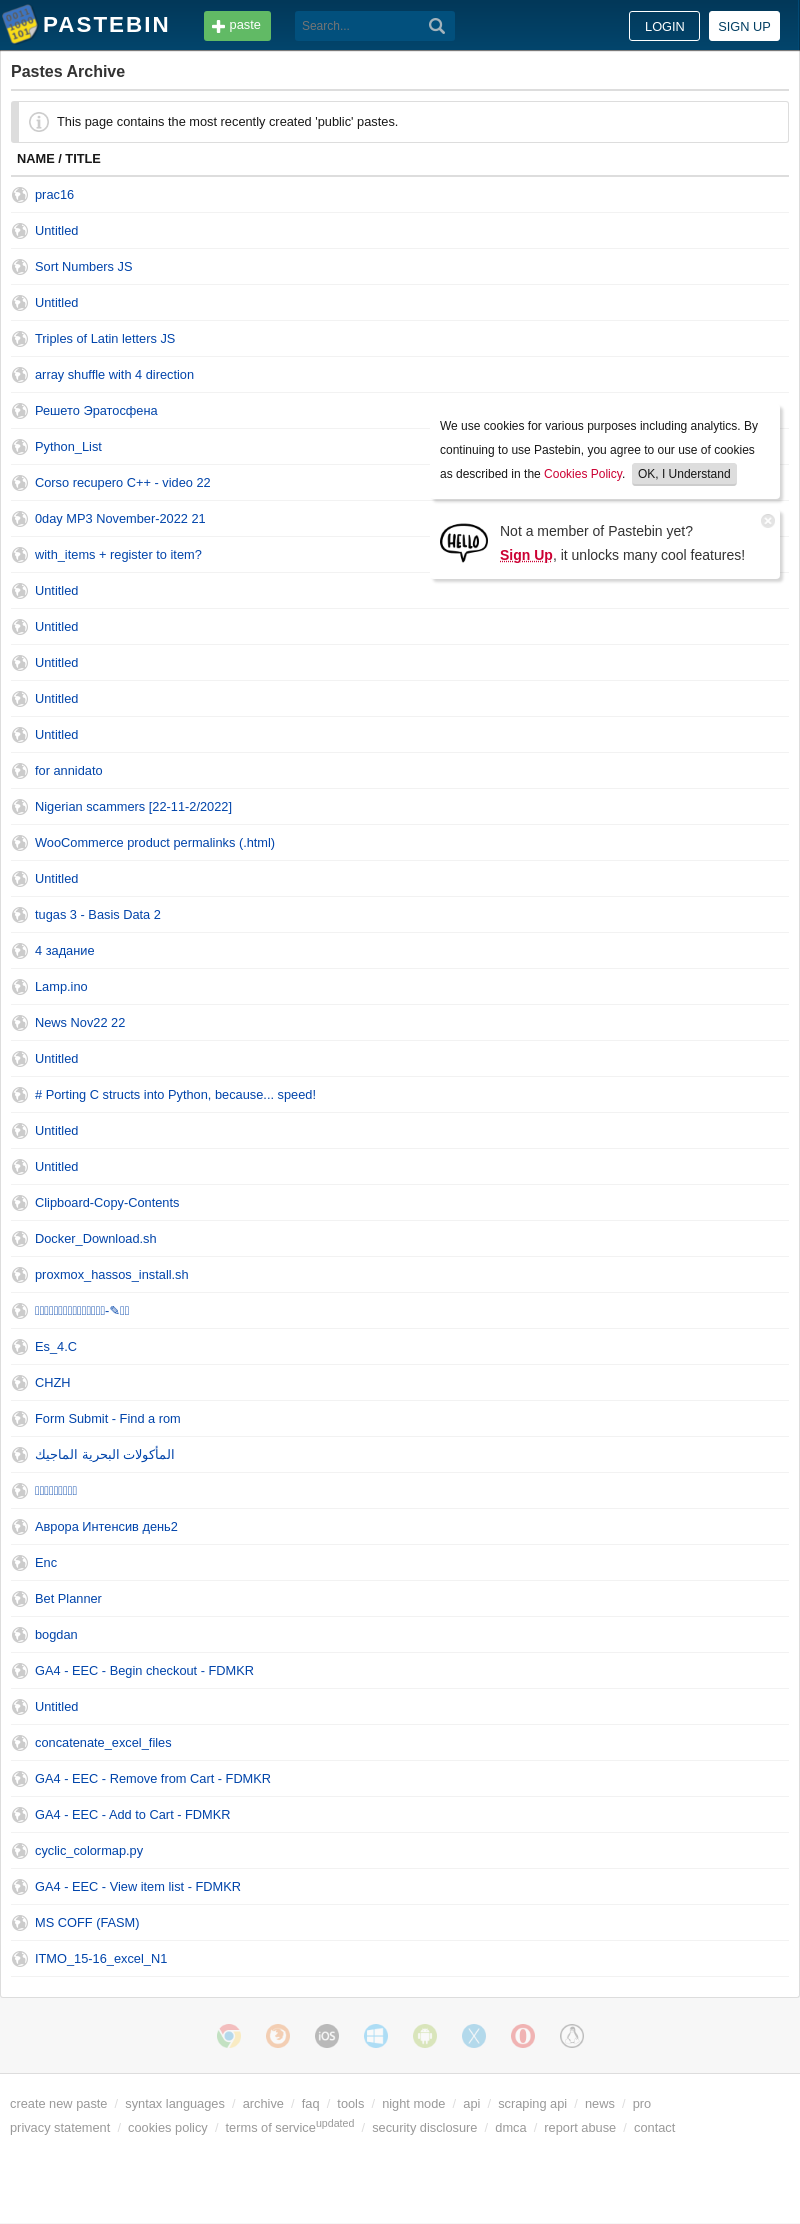 PASTEBIN
paste
Search...
LOGIN
SIGN UP
Pastes Archive
This page contains the most recently created 'public' pastes.
NAME / TITLE
prac16
Untitled
Sort Numbers JS
Untitled
Triples of Latin letters JS
array shuffle with 4 direction
Решето Эратосфена
Python_List
Corso recupero C++ - video 22
0day MP3 November-2022 21
with_items + register to item?
We use cookies for various purposes including analytics. By
continuing to use Pastebin, you agree to our use of cookies
as described in the Cookies Policy. OK, I Understand
HELLO
Not a member of Pastebin yet?
Sign Up, it unlocks many cool features!
Untitled
Untitled
Untitled
Untitled
Untitled
for annidato
Nigerian scammers [22-11-2/2022]
WooCommerce product permalinks (.html)
Untitled
tugas 3 - Basis Data 2
4 задание
Lamp.ino
News Nov22 22
Untitled
# Porting C structs into Python, because... speed!
Untitled
Untitled
Clipboard-Copy-Contents
Docker_Download.sh
proxmox_hassos_install.sh
Es_4.C
CHZH
Form Submit - Find a rom
المأكولات البحرية الماجيك
Аврора Интенсив день2
Enc
Bet Planner
bogdan
GA4 - EEC - Begin checkout - FDMKR
Untitled
concatenate_excel_files
GA4 - EEC - Remove from Cart - FDMKR
GA4 - EEC - Add to Cart - FDMKR
cyclic_colormap.py
GA4 - EEC - View item list - FDMKR
MS COFF (FASM)
ITMO_15-16_excel_N1
iOS
create new paste / syntax languages / archive / faq / tools / night mode / api / scraping api / news / pro
privacy statement / cookies policy / terms of serviceupdated / security disclosure / dmca / report abuse / contact